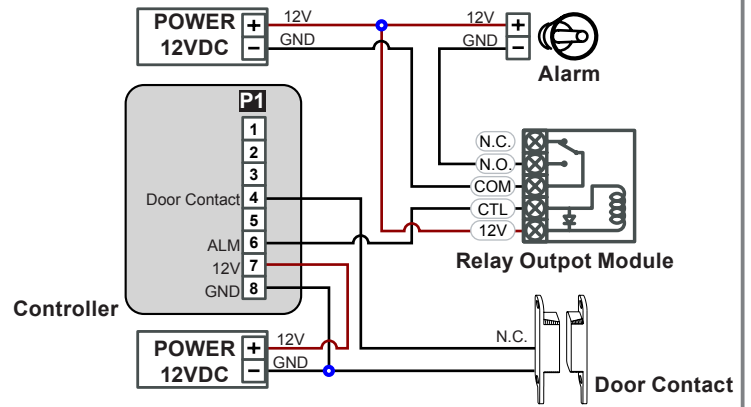 POWER + 12V 12V +
12VDC − GND GND −
Alarm
P1
1
2
3
Door Contact 4
5
ALM 6
12V 7
GND 8
Controller
N.C.
N.O.
COM
CTL
12V
Relay Outpot Module
POWER + 12V
12VDC − GND
N.C.
Door Contact